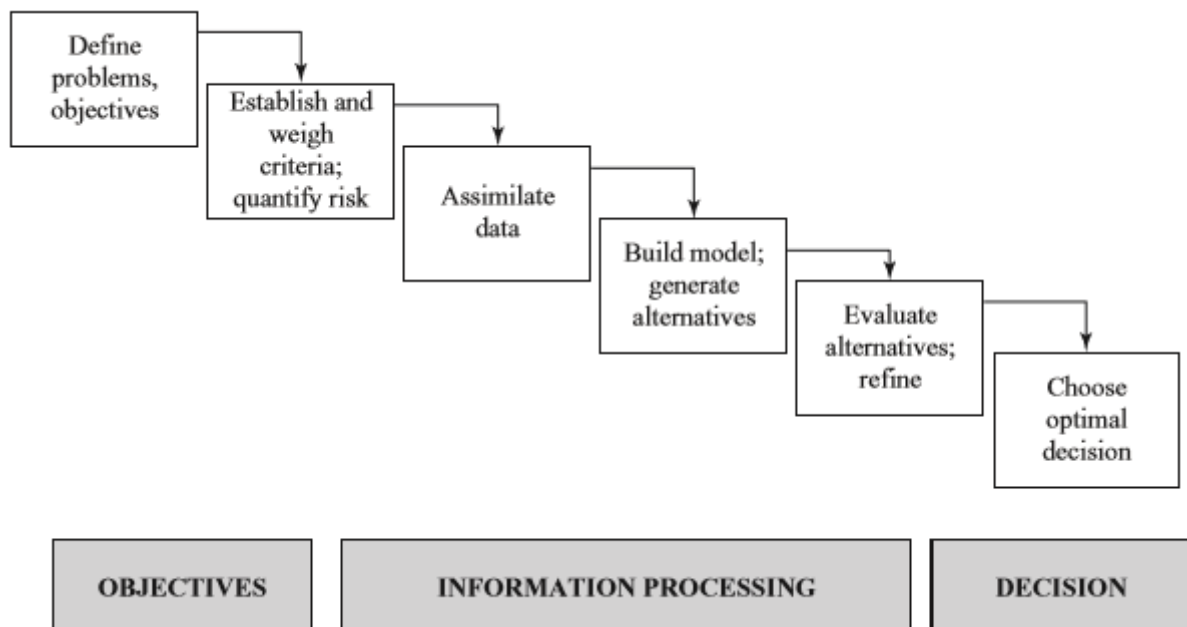 Define
problems,
objectives
Establish and
weigh
criteria;
quantify risk
Assimilate
data
Build model;
generate
alternatives
Evaluate
alternatives;
refine
Choose
optimal
decision
OBJECTIVES
INFORMATION PROCESSING
DECISION